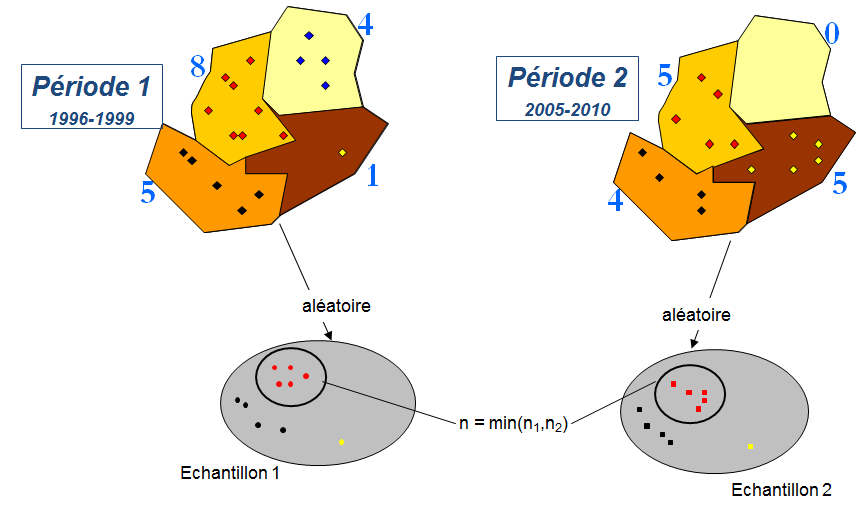 4
8
Période 1
1996-1999
5
1
0
5
Période 2
2005-2010
4
5
aléatoire
aléatoire
n = min(n1,n2)
Echantillon 1
Echantillon 2